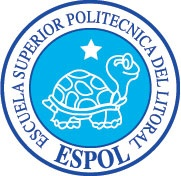 ESCUELA SUPERIOR POLITECNICA DEL LITORAL
ESPOL